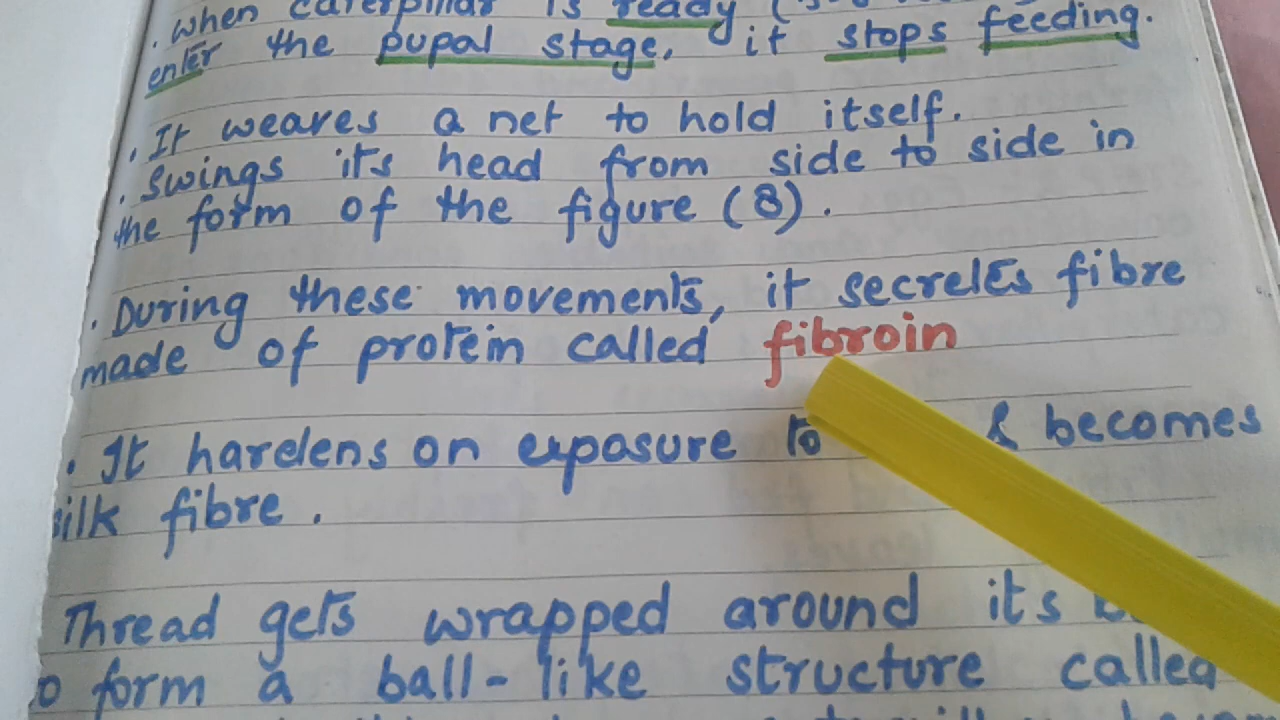 . when caterpillar is ready
enter the pupal stage, it stops feeding.
. It weaves a net to hold itself.
. Swings its head from side to side in
the form of the figure (8).
. During these movements, it secretes fibre
made of protein called fibroin
. It hardens on exposure to & becomes
silk fibre.
Thread gets wrapped around its
to form a ball-like structure called